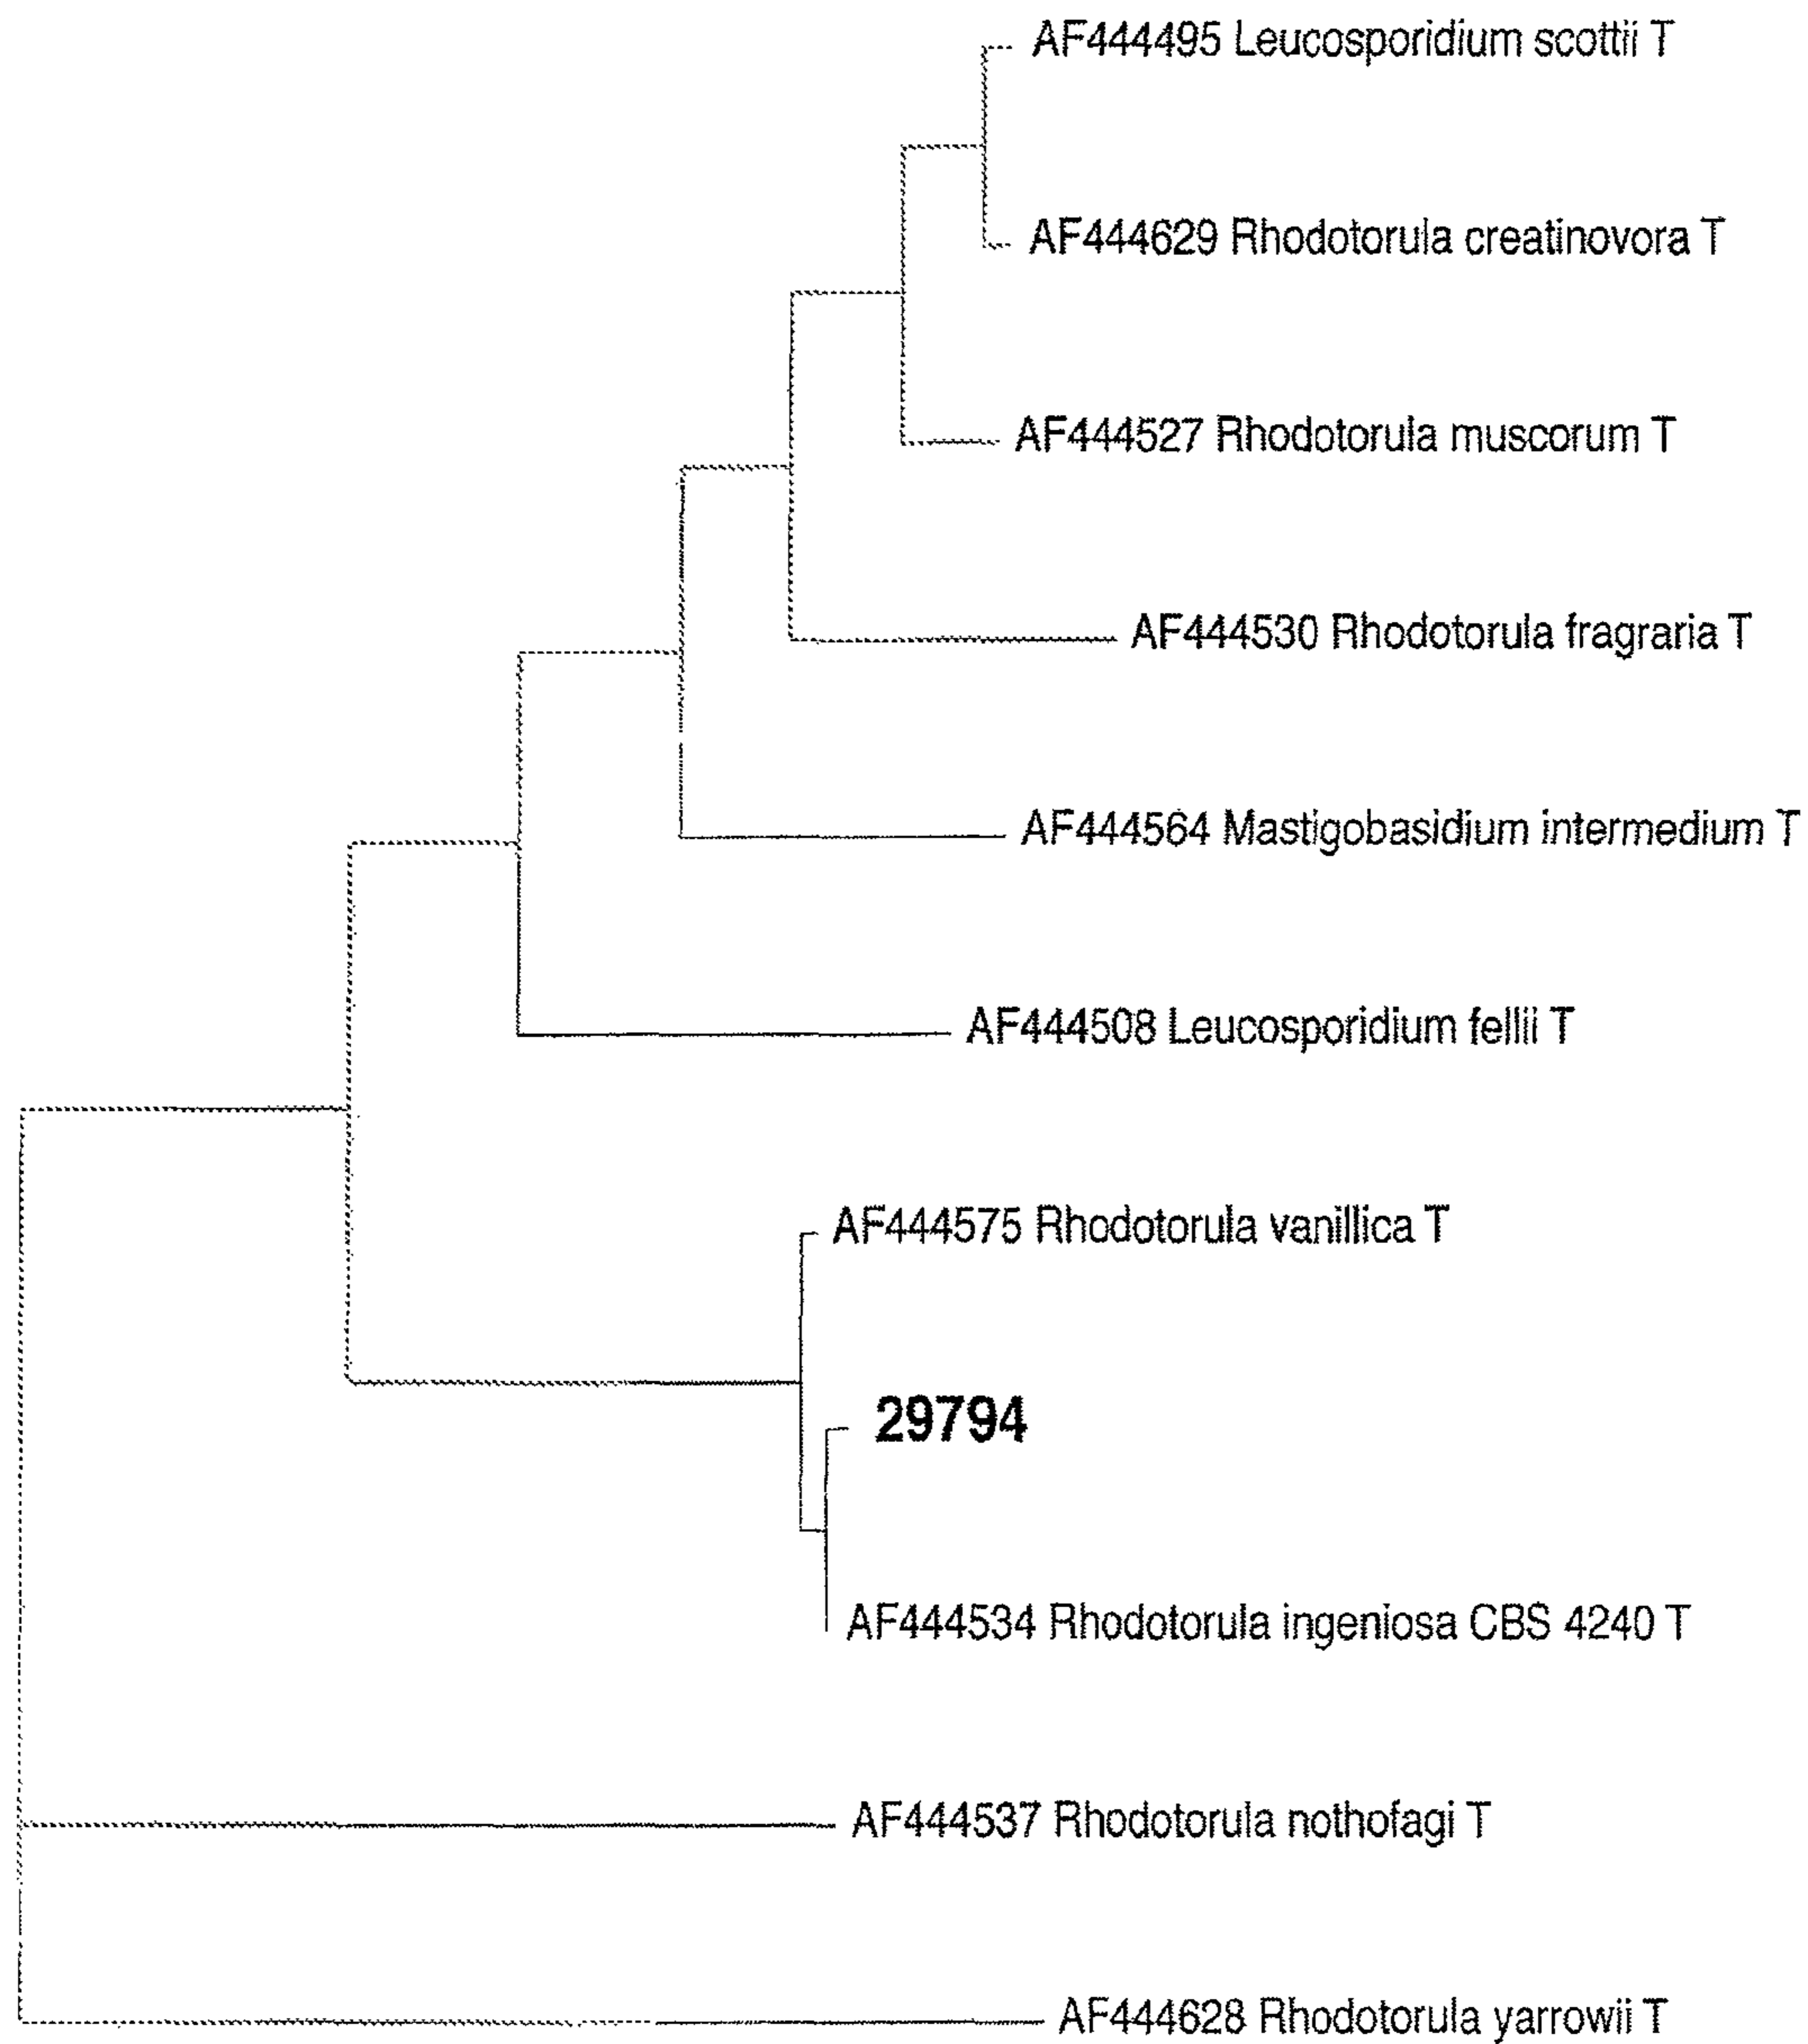 AF444495 Leucosporidium scottii T
AF444629 Rhodotorula creatinovora T
AF444527 Rhodotorula muscorum T
AF444530 Rhodotorula fragraria T
AF444564 Mastigobasidium intermedium T
AF444508 Leucosporidium fellii T
AF444575 Rhodotorula vanillica T
29794
AF444534 Rhodotorula ingeniosa CBS 4240 T
AF444537 Rhodotorula nothofagi T
AF444628 Rhodotorula yarrowii T